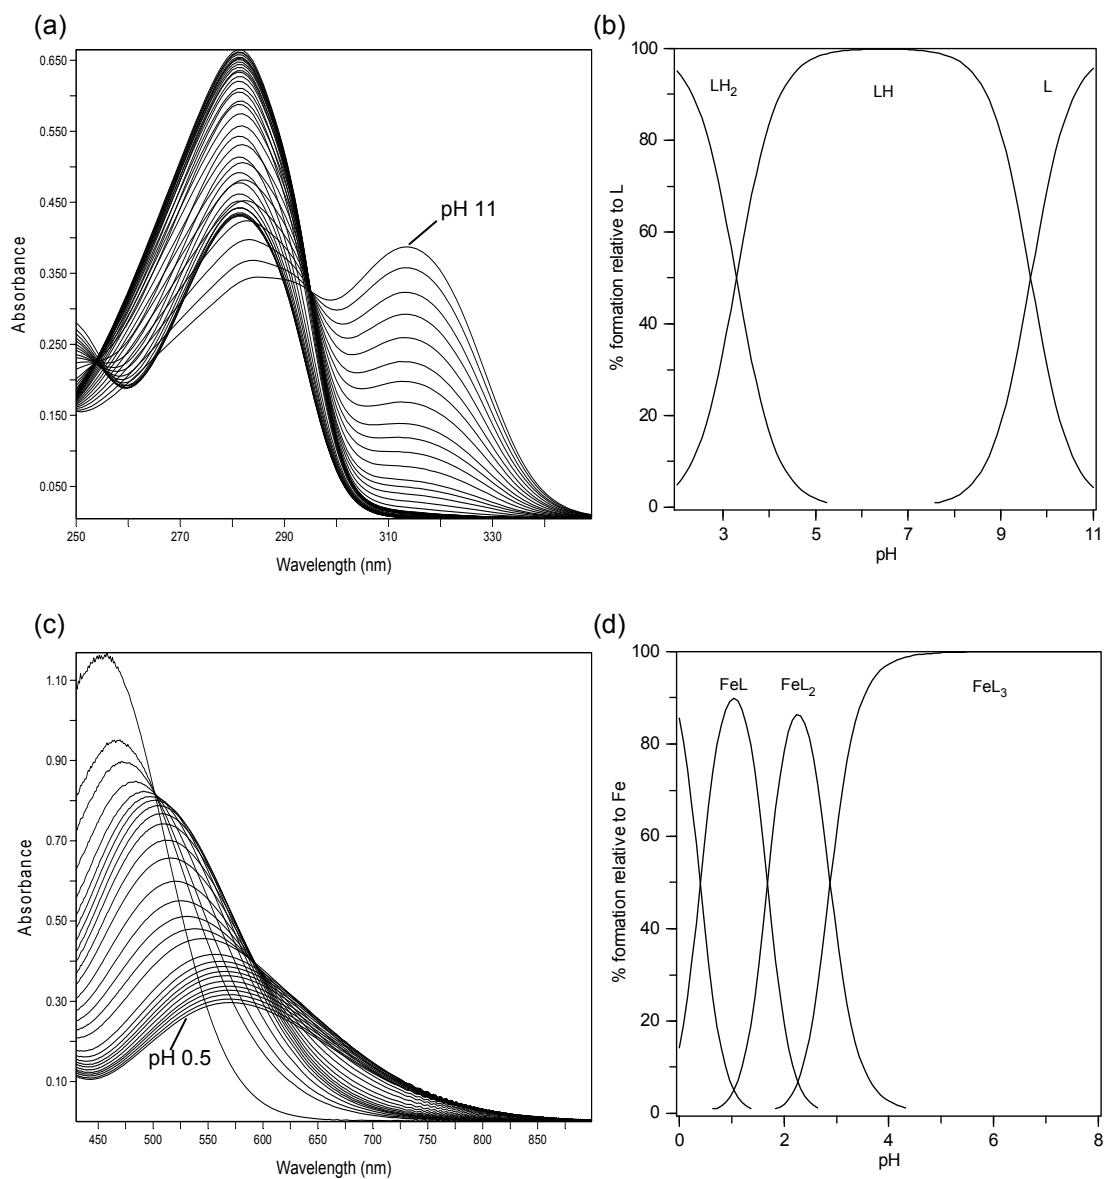 (a)
0.650
0.550
0.450
0.350
0.250
0.150
0.050
Absorbance
pH 11
250
270
290
310
330
Wavelength (nm)
(b)
100
80
60
40
20
0
% formation relative to L
LH2
LH
L
3
5
7
9
11
pH
(c)
1.10
0.90
0.70
0.50
0.30
0.10
Absorbance
pH 0.5
450
500
550
600
650
700
750
800
850
Wavelength (nm)
(d)
100
80
60
40
20
0
% formation relative to Fe
FeL
FeL2
FeL3
0
2
4
6
8
pH